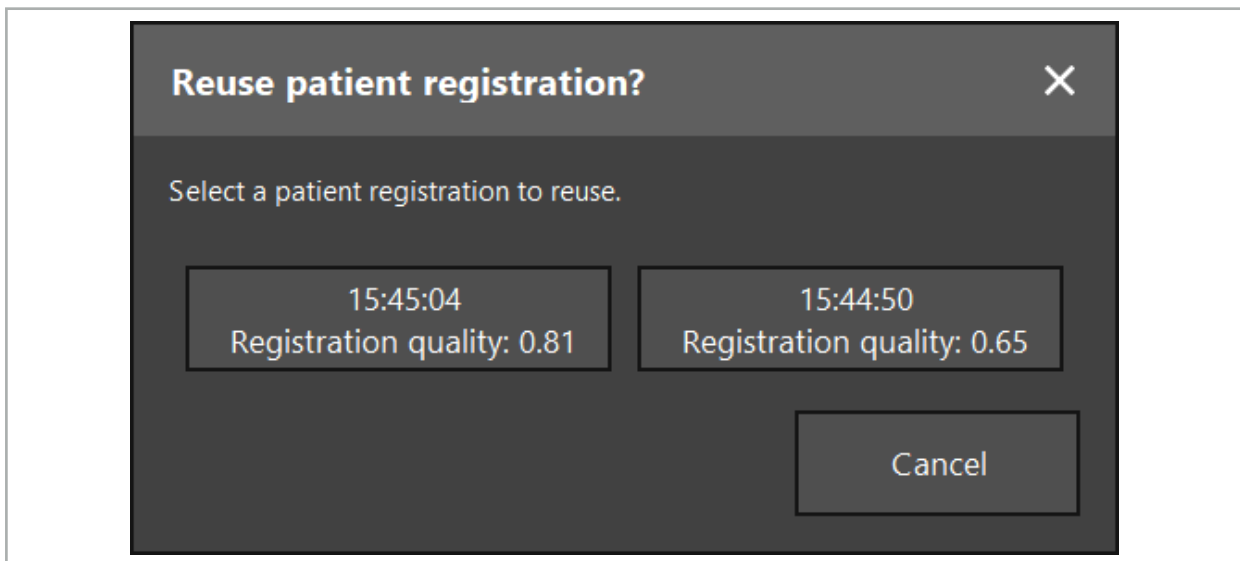 Reuse patient registration?
Select a patient registration to reuse.
15:45:04
Registration quality: 0.81
15:44:50
Registration quality: 0.65
Cancel